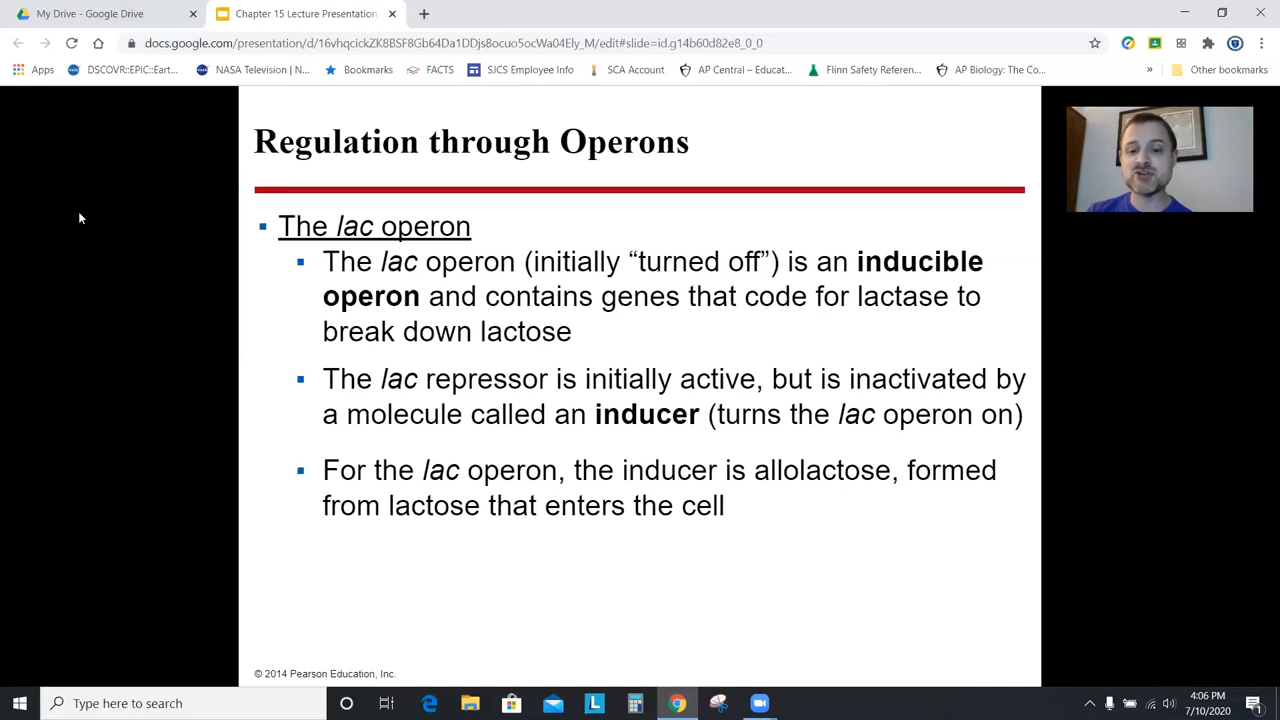 My Drive - Google Drive
Chapter 15 Lecture Presentation
docs.google.com/presentation/d/16vhqcickZK8BSF8GF64D1DDjs8ocuo5ocWa04Ely_M/edit#slide=id.g14b60d82e8_0_0
Apps
DSCOVR::EPIC::Eart...
NASA Television | N...
Bookmarks
FACTS
SJCS Employee Info
SCA Account
AP Central – Educat...
Flinn Safety Referen...
AP Biology: The Co...
»
Other bookmarks
Regulation through Operons
▪ The lac operon
▪ The lac operon (initially “turned off”) is an inducible
operon and contains genes that code for lactase to
break down lactose
▪ The lac repressor is initially active, but is inactivated by
a molecule called an inducer (turns the lac operon on)
▪ For the lac operon, the inducer is allolactose, formed
from lactose that enters the cell
© 2014 Pearson Education, Inc.
Type here to search
L
4:06 PM
7/10/2020
1